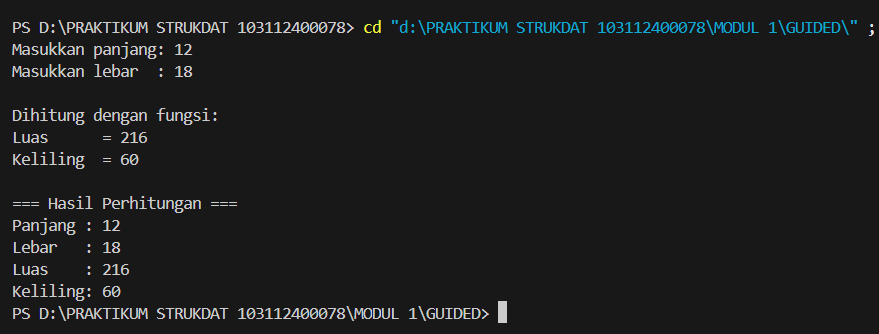 PS D:\PRAKTIKUM STRUKDAT 103112400078> cd "d:\PRAKTIKUM STRUKDAT 103112400078\MODUL 1\GUIDED\" ;
Masukkan panjang: 12
Masukkan lebar  : 18
Dihitung dengan fungsi:
Luas      = 216
Keliling  = 60
=== Hasil Perhitungan ===
Panjang : 12
Lebar   : 18
Luas    : 216
Keliling: 60
PS D:\PRAKTIKUM STRUKDAT 103112400078\MODUL 1\GUIDED>